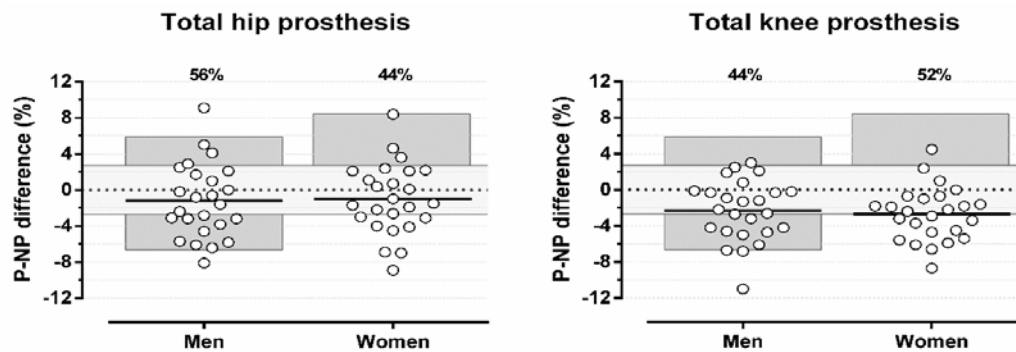 Total hip prosthesis
56%
44%
12
8
4
0
-4
-8
-12
P-NP difference (%)
Men
Women
Total knee prosthesis
44%
52%
12
8
4
0
-4
-8
-12
P-NP difference (%)
Men
Women